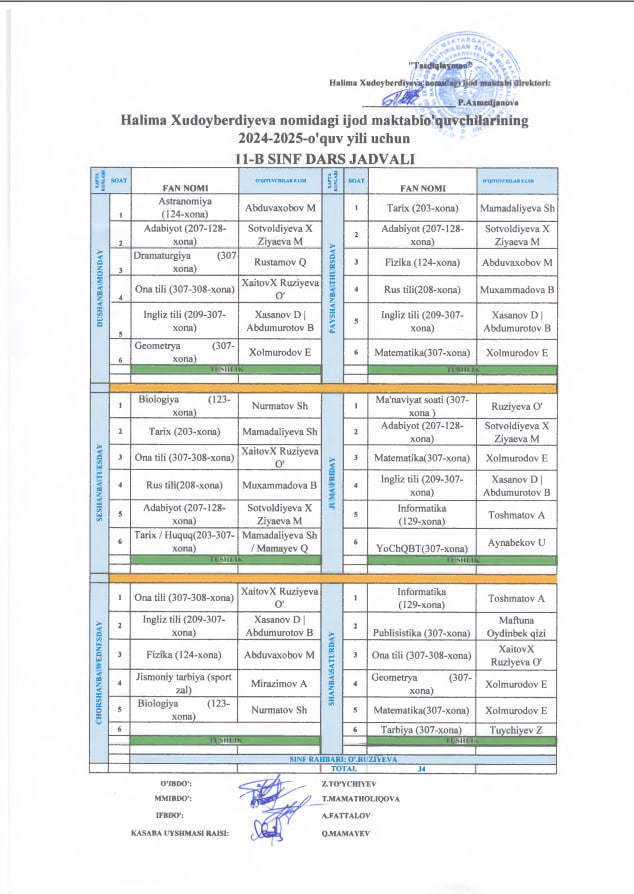 "Tasdiqlayman"
Halima Xudoyberdiyeva nomidagi ijod maktabi direktori:
P.Axmedjanova
Halima Xudoyberdiyeva nomidagi ijod maktabio'quvchilarining
2024-2025-o'quv yili uchun
11-B SINF DARS JADVALI
HAFTA KUNLARI SOAT FAN NOMI O'QITUVCHILAR F.I.SH
DUSHANBA\MONDAY
1 Astranomiya (124-xona) Abduvaxobov M
2 Adabiyot (207-128-xona) Sotvoldiyeva X Ziyaeva M
3 Dramaturgiya (307 xona) Rustamov Q
4 Ona tili (307-308-xona) XaitovX Ruziyeva O'
5 Ingliz tili (209-307-xona) Xasanov D | Abdumurotov B
6 Geometrya (307-xona) Xolmurodov E
TUSHLIK
SESHANBA\TUESDAY
1 Biologiya (123-xona) Nurmatov Sh
2 Tarix (203-xona) Mamadaliyeva Sh
3 Ona tili (307-308-xona) XaitovX Ruziyeva O'
4 Rus tili(208-xona) Muxammadova B
5 Adabiyot (207-128-xona) Sotvoldiyeva X Ziyaeva M
6 Tarix / Huquq(203-307-xona) Mamadaliyeva Sh / Mamayev Q
TUSHLIK
CHORSHANBA\WEDNESDAY
1 Ona tili (307-308-xona) XaitovX Ruziyeva O'
2 Ingliz tili (209-307-xona) Xasanov D | Abdumurotov B
3 Fizika (124-xona) Abduvaxobov M
4 Jismoniy tarbiya (sport zal) Mirazimov A
5 Biologiya (123-xona) Nurmatov Sh
6
TUSHLIK
HAFTA KUNLARI SOAT FAN NOMI O'QITUVCHILAR F.I.SH
PAYSHANBA\THURSDAY
1 Tarix (203-xona) Mamadaliyeva Sh
2 Adabiyot (207-128-xona) Sotvoldiyeva X Ziyaeva M
3 Fizika (124-xona) Abduvaxobov M
4 Rus tili(208-xona) Muxammadova B
5 Ingliz tili (209-307-xona) Xasanov D | Abdumurotov B
6 Matematika(307-xona) Xolmurodov E
TUSHLIK
JUMA\FRIDAY
1 Ma'naviyat soati (307-xona ) Ruziyeva O'
2 Adabiyot (207-128-xona) Sotvoldiyeva X Ziyaeva M
3 Matematika(307-xona) Xolmurodov E
4 Ingliz tili (209-307-xona) Xasanov D | Abdumurotov B
5 Informatika (129-xona) Toshmatov A
6 YoChQBT(307-xona) Aynabekov U
TUSHLIK
SHANBA\SATURDAY
1 Informatika (129-xona) Toshmatov A
2 Publisistika (307-xona) Maftuna Oydinbek qizi
3 Ona tili (307-308-xona) XaitovX Ruziyeva O'
4 Geometrya (307-xona) Xolmurodov E
5 Matematika(307-xona) Xolmurodov E
6 Tarbiya (307-xona) Tuychiyev Z
TUSHLIK
SINF RAHBARI: O'.RUZIYEVA
TOTAL 34
O'IBDO': Z.TO'YCHIYEV
MMIBDO': T.MAMATHOLIQOVA
IFBDO': A.FATTALOV
KASABA UYSHMASI RAISI: Q.MAMAYEV